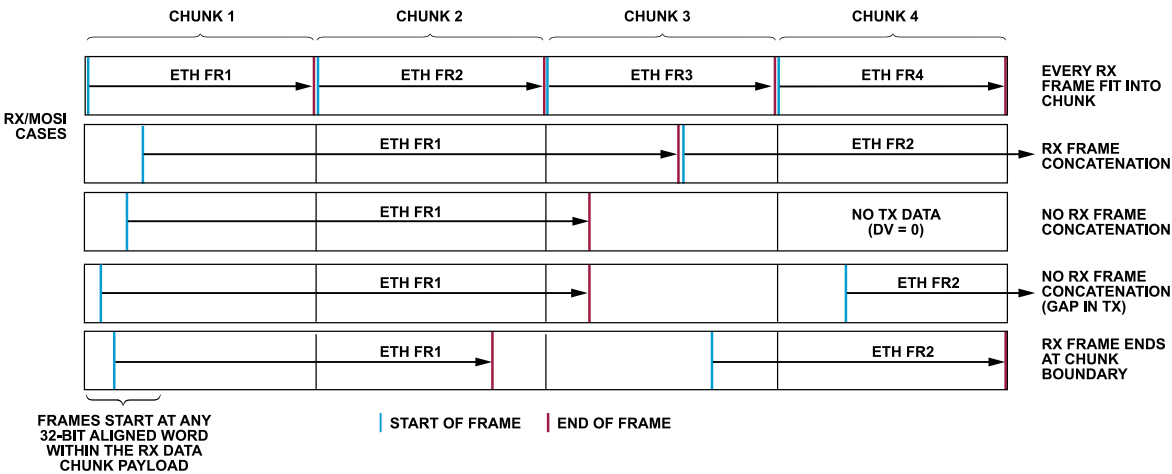 CHUNK 1
CHUNK 2
CHUNK 3
CHUNK 4
RX/MOSI
CASES
ETH FR1
ETH FR2
ETH FR3
ETH FR4
EVERY RX
FRAME FIT INTO
CHUNK
ETH FR1
ETH FR2
RX FRAME
CONCATENATION
ETH FR1
NO TX DATA
(DV = 0)
NO RX FRAME
CONCATENATION
ETH FR1
ETH FR2
NO RX FRAME
CONCATENATION
(GAP IN TX)
ETH FR1
ETH FR2
RX FRAME ENDS
AT CHUNK
BOUNDARY
FRAMES START AT ANY
32-BIT ALIGNED WORD
WITHIN THE RX DATA
CHUNK PAYLOAD
START OF FRAME
END OF FRAME